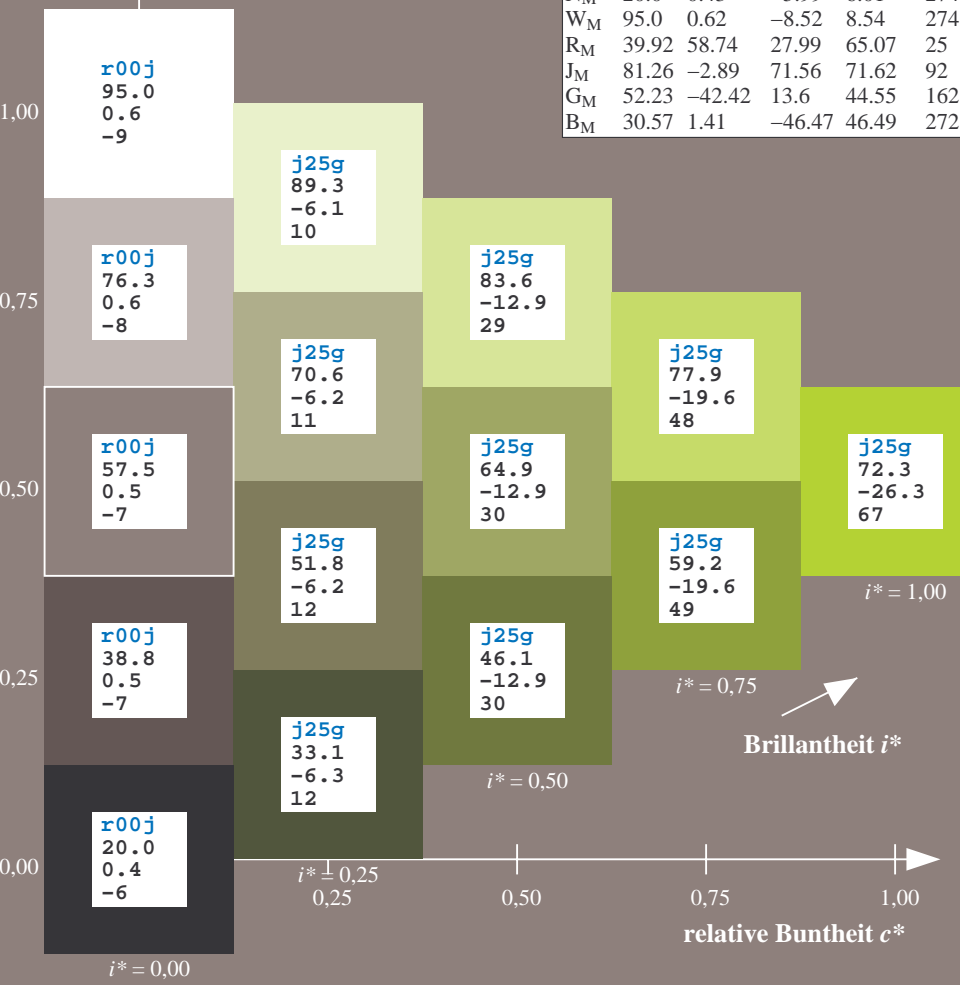 W_M 95.0 0.62 −8.52 8.54 274
R_M 39.92 58.74 27.99 65.07 25
J_M 81.26 −2.89 71.56 71.62 92
G_M 52.23 −42.42 13.6 44.55 162
B_M 30.57 1.41 −46.47 46.49 272
1,00
0,75
0,50
0,25
0,00
r00j
95.0
0.6
−9
r00j
76.3
0.6
−8
r00j
57.5
0.5
−7
r00j
38.8
0.5
−7
r00j
20.0
0.4
−6
i* = 0,00
j25g
89.3
−6.1
10
j25g
70.6
−6.2
11
j25g
51.8
−6.2
12
j25g
33.1
−6.3
12
i* = 0,25
j25g
83.6
−12.9
29
j25g
64.9
−12.9
30
j25g
46.1
−12.9
30
i* = 0,50
j25g
77.9
−19.6
48
j25g
59.2
−19.6
49
i* = 0,75
j25g
72.3
−26.3
67
i* = 1,00
Brillantheit i*
0,25 0,50 0,75 1,00
relative Buntheit c*